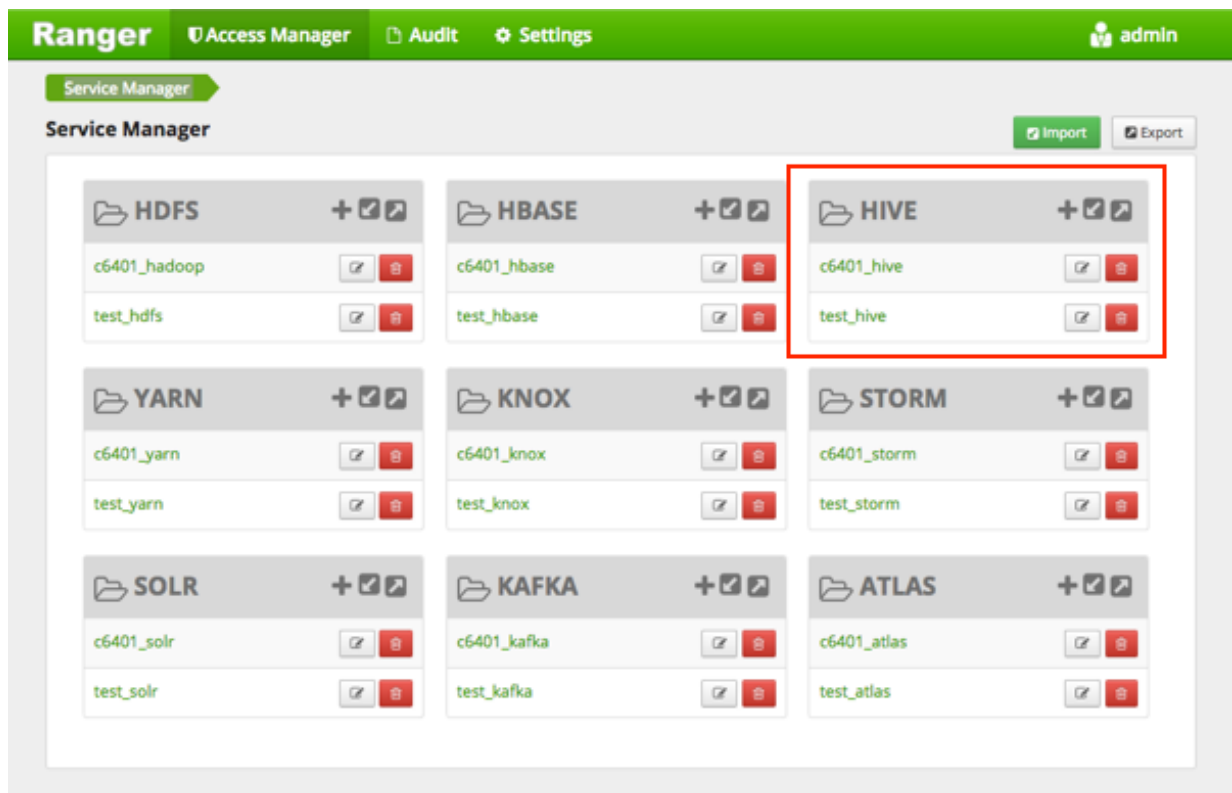 Ranger Access Manager Audit Settings admin
Service Manager
Service Manager Import Export
HDFS HBASE HIVE
c6401_hadoop c6401_hbase c6401_hive
test_hdfs test_hbase test_hive
YARN KNOX STORM
c6401_yarn c6401_knox c6401_storm
test_yarn test_knox test_storm
SOLR KAFKA ATLAS
c6401_solr c6401_kafka c6401_atlas
test_solr test_kafka test_atlas